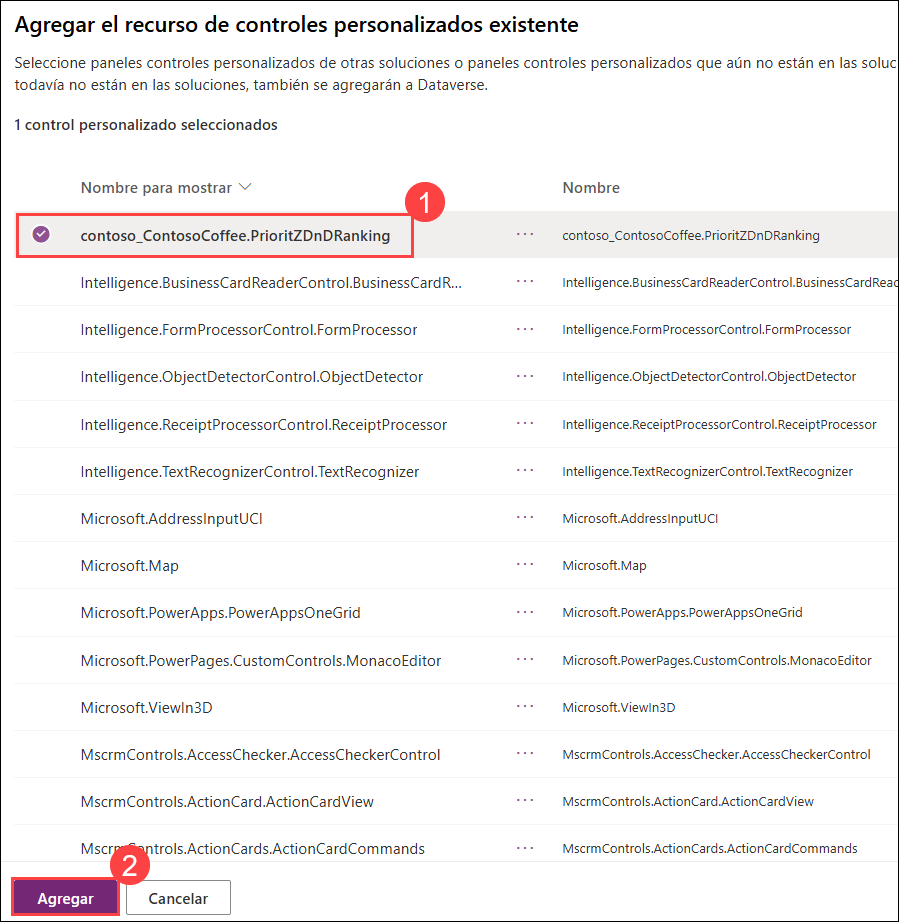 Agregar el recurso de controles personalizados existente
Seleccione paneles controles personalizados de otras soluciones o paneles controles personalizados que aún no están en las soluc
todavía no están en las soluciones, también se agregarán a Dataverse.
1 control personalizado seleccionados
Nombre para mostrar Nombre
1
contoso_ContosoCoffee.PrioritZDnDRanking ... contoso_ContosoCoffee.PrioritZDnDRanking
Intelligence.BusinessCardReaderControl.BusinessCardR... ... Intelligence.BusinessCardReaderControl.BusinessCardReac
Intelligence.FormProcessorControl.FormProcessor ... Intelligence.FormProcessorControl.FormProcessor
Intelligence.ObjectDetectorControl.ObjectDetector ... Intelligence.ObjectDetectorControl.ObjectDetector
Intelligence.ReceiptProcessorControl.ReceiptProcessor ... Intelligence.ReceiptProcessorControl.ReceiptProcessor
Intelligence.TextRecognizerControl.TextRecognizer ... Intelligence.TextRecognizerControl.TextRecognizer
Microsoft.AddressInputUCI ... Microsoft.AddressInputUCI
Microsoft.Map ... Microsoft.Map
Microsoft.PowerApps.PowerAppsOneGrid ... Microsoft.PowerApps.PowerAppsOneGrid
Microsoft.PowerPages.CustomControls.MonacoEditor ... Microsoft.PowerPages.CustomControls.MonacoEditor
Microsoft.ViewIn3D ... Microsoft.ViewIn3D
MscrmControls.AccessChecker.AccessCheckerControl ... MscrmControls.AccessChecker.AccessCheckerControl
MscrmControls.ActionCard.ActionCardView ... MscrmControls.ActionCard.ActionCardView
MscrmControls.ActionCards.ActionCardCommands ... MscrmControls.ActionCards.ActionCardCommands
2
Agregar Cancelar